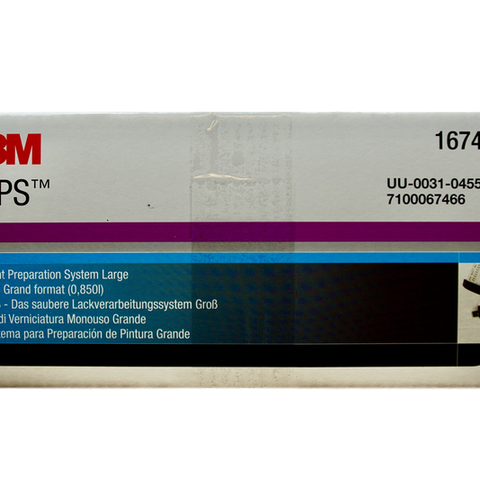 3M
PS™
1674
UU-0031-0455
7100067466
t Preparation System Large
Grand format (0,850l)
- Das saubere Lackverarbeitungssystem Groß
di Verniciatura Monouso Grande
tema para Preparación de Pintura Grande